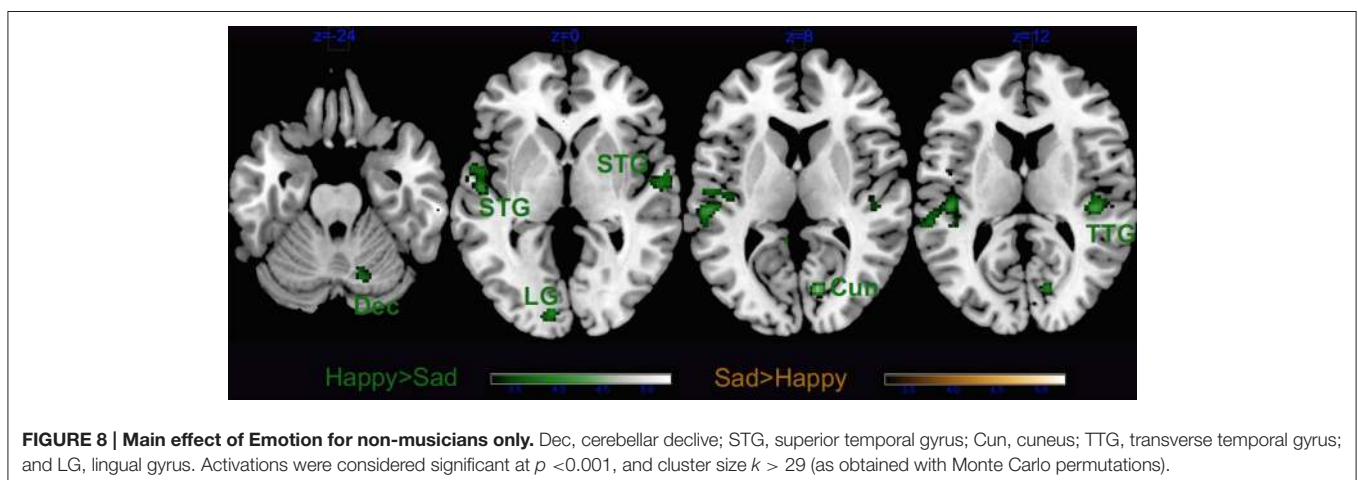 z=-24 z=0 z=8 z=12
STG
STG
TTG
Dec LG Cun
Happy>Sad Sad>Happy
FIGURE 8 | Main effect of Emotion for non-musicians only. Dec, cerebellar declive; STG, superior temporal gyrus; Cun, cuneus; TTG, transverse temporal gyrus;
and LG, lingual gyrus. Activations were considered significant at p <0.001, and cluster size k > 29 (as obtained with Monte Carlo permutations).